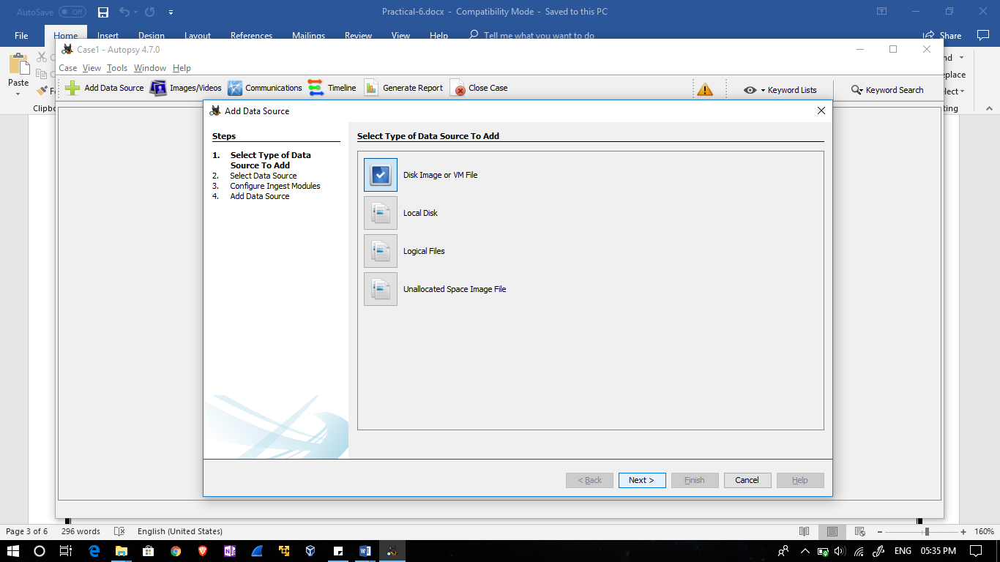 AutoSave Off
Practical-6.docx - Compatibility Mode - Saved to this PC
File Home Insert Design Layout References Mailings Review View Help Tell me what you want to do Share
Paste
Case1 - Autopsy 4.7.0
Case View Tools Window Help
Add Data Source Images/Videos Communications Timeline Generate Report Close Case Keyword Lists Keyword Search
Add Data Source
Steps
1. Select Type of Data
Source To Add
2. Select Data Source
3. Configure Ingest Modules
4. Add Data Source
Select Type of Data Source To Add
Disk Image or VM File
Local Disk
Logical Files
Unallocated Space Image File
< Back Next > Finish Cancel Help
Page 3 of 6 296 words English (United States) 160%
ENG 05:35 PM